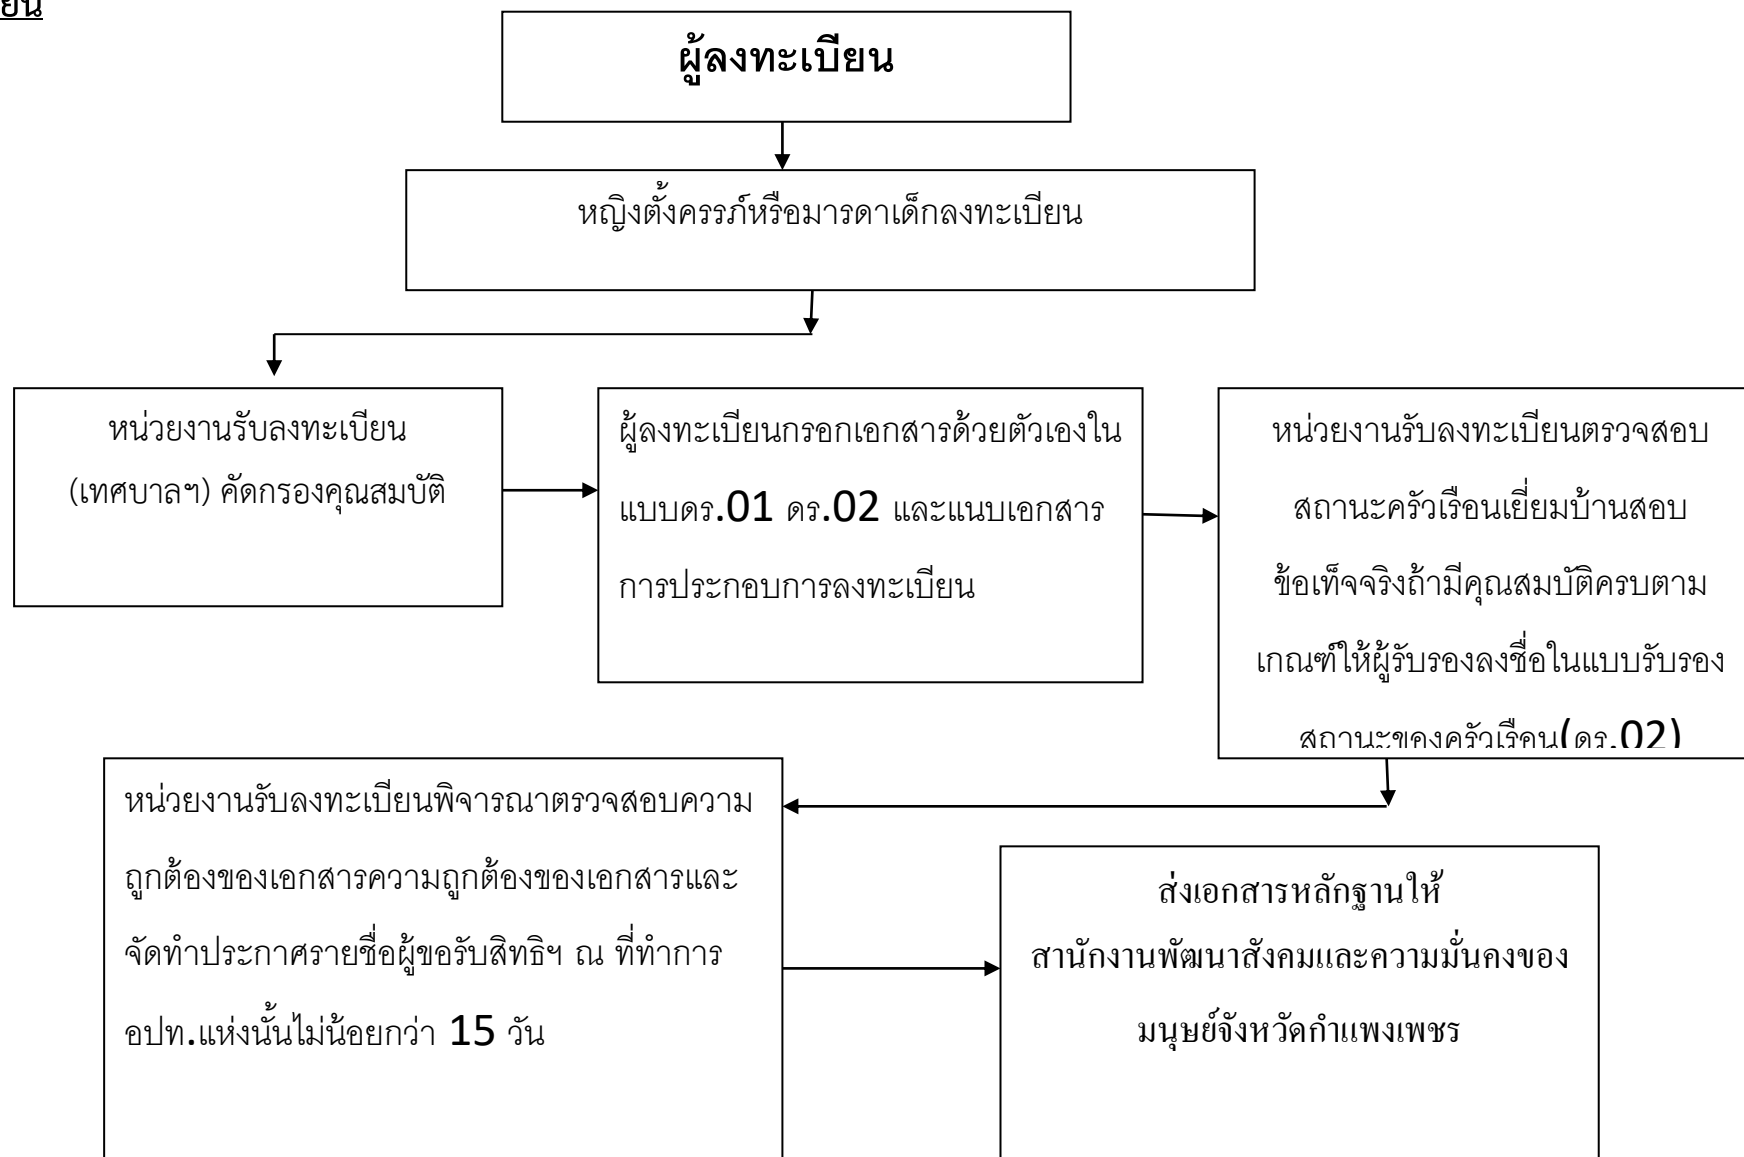 ยน
ผู้ลงทะเบียน
หญิงตั้งครรภ์หรือมารดาเด็กลงทะเบียน
หน่วยงานรับลงทะเบียน
(เทศบาลฯ) คัดกรองคุณสมบัติ
ผู้ลงทะเบียนกรอกเอกสารด้วยตัวเองใน
แบบดร.01 ดร.02 และแนบเอกสาร
การประกอบการลงทะเบียน
หน่วยงานรับลงทะเบียนตรวจสอบ
สถานะครัวเรือนเยี่ยมบ้านสอบ
ข้อเท็จจริงถ้ามีคุณสมบัติครบตาม
เกณฑ์ให้ผู้รับรองลงชื่อในแบบรับรอง
สถานะของครัวเรือน(ดร.02)
หน่วยงานรับลงทะเบียนพิจารณาตรวจสอบความ
ถูกต้องของเอกสารความถูกต้องของเอกสารและ
จัดทำประกาศรายชื่อผู้ขอรับสิทธิฯ ณ ที่ทำการ
อปท.แห่งนั้นไม่น้อยกว่า 15 วัน
ส่งเอกสารหลักฐานให้
สานักงานพัฒนาสังคมและความมั่นคงของ
มนุษย์จังหวัดกำแพงเพชร